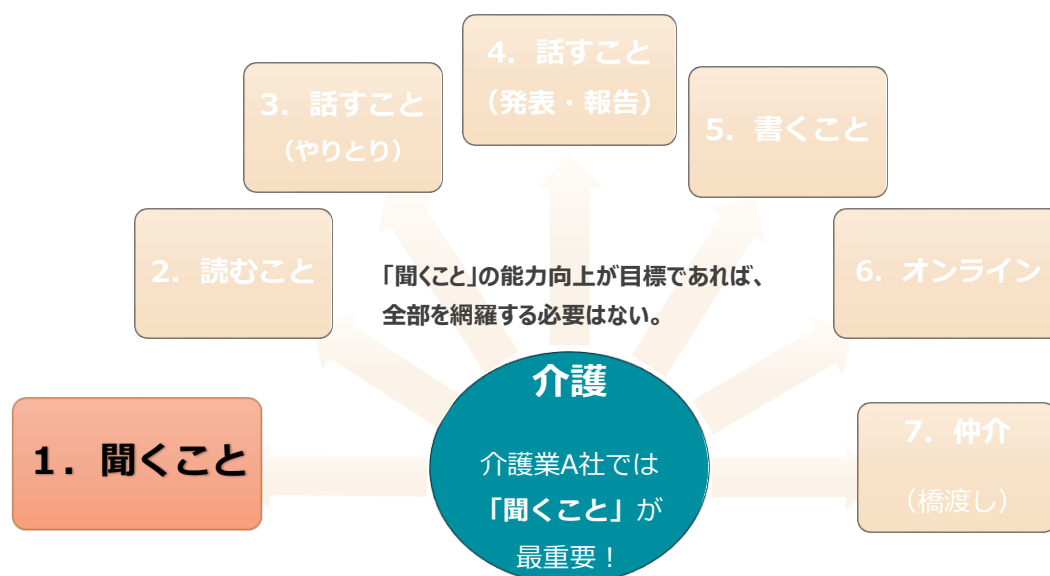 4. 話すこと
（発表・報告）
3. 話すこと
（やりとり）
5. 書くこと
2. 読むこと
6. オンライン
「聞くこと」の能力向上が目標であれば、
全部を網羅する必要はない。
1. 聞くこと
介護
介護業A社では
「聞くこと」が
最重要！
7. 仲介
（橋渡し）